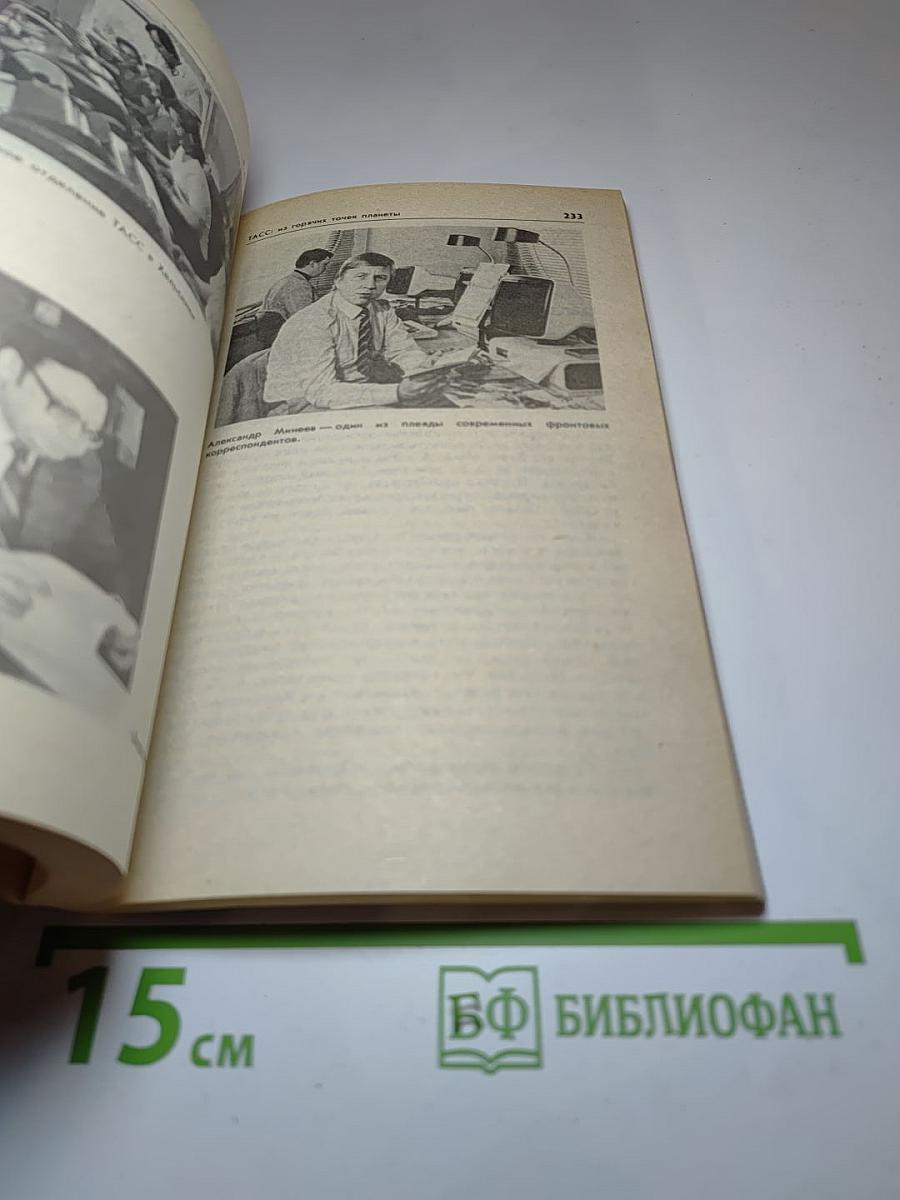 отделение ТАСС в
ТАСС: из горячих точек планеты
233
Александр Минеев — один из плеяды современных фронтовых
корреспондентов.
15 см
БФ БИБЛИОФАН